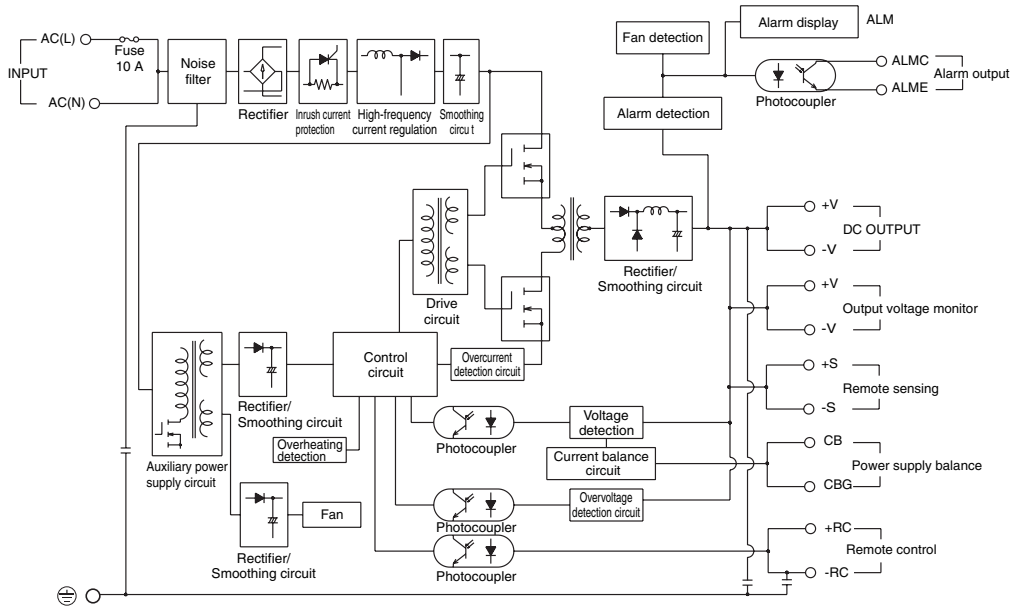 AC(L)
Fuse
10 A
INPUT
AC(N)
Noise
filter
Rectifier
Inrush current
protection
High-frequency
current regulation
Smoothing
circu t
Fan detection
Alarm display
ALM
ALMC
ALME
Alarm output
Photocoupler
Alarm detection
Drive
circuit
Rectifier/
Smoothing circuit
+V
DC OUTPUT
-V
+V
Output voltage monitor
-V
+S
Remote sensing
-S
CB
Power supply balance
CBG
+RC
Remote control
-RC
Control
circuit
Overcurrent
detection circuit
Rectifier/
Smoothing circuit
Overheating
detection
Auxiliary power
supply circuit
Photocoupler
Voltage
detection
Current balance
circuit
Fan
Rectifier/
Smoothing circuit
Photocoupler
Overvoltage
detection circuit
Photocoupler